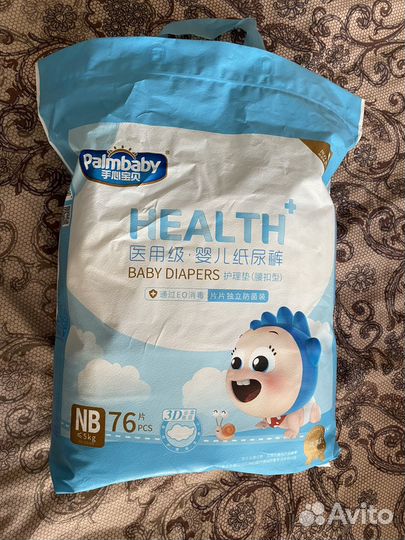 Palmbaby
手心宝贝
HEALTH+
医用级·婴儿纸尿裤
BABY DIAPERS 护理垫(腰扣型)
通过EO消毒 片片独立防菌装
3D
NB 76片
≤5kg PCS
Avito